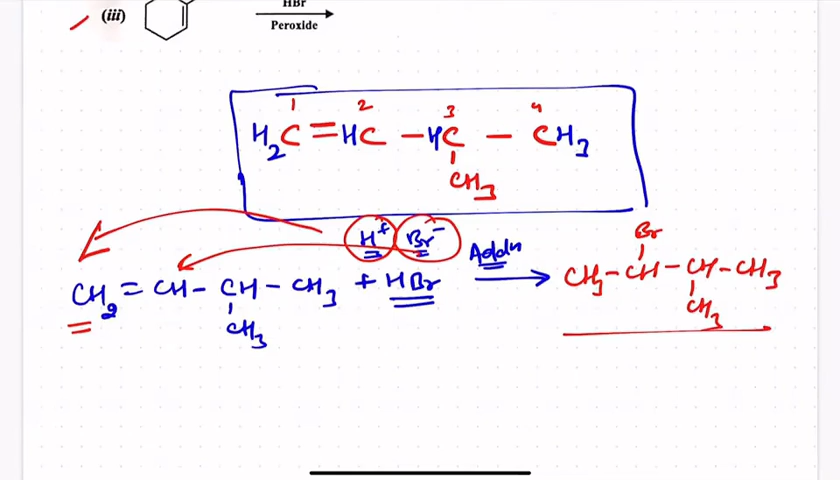 (iii) HBr
Peroxide
1 2 3 4
H₂C=HC-HC-CH₃
CH₃
H⁺ Br⁻
Br
CH₂=CH-CH-CH₃ + HBr Addn CH₃-CH-CH-CH₃
CH₃ CH₃